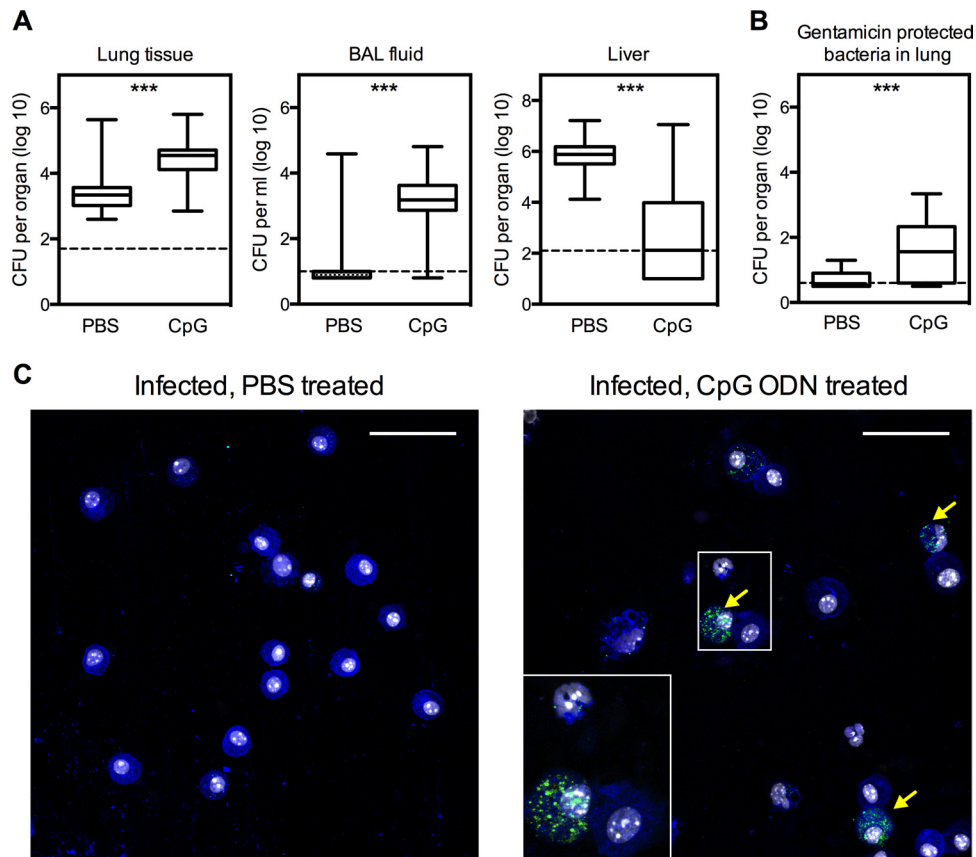 A
Lung tissue
CFU per organ (log 10)
6
4
2
0
***
PBS
CpG
BAL fluid
CFU per ml (log 10)
6
4
2
0
***
PBS
CpG
Liver
CFU per organ (log 10)
8
6
4
2
0
***
PBS
CpG
B
Gentamicin protected
bacteria in lung
CFU per organ (log 10)
6
4
2
0
***
PBS
CpG
C
Infected, PBS treated
Infected, CpG ODN treated